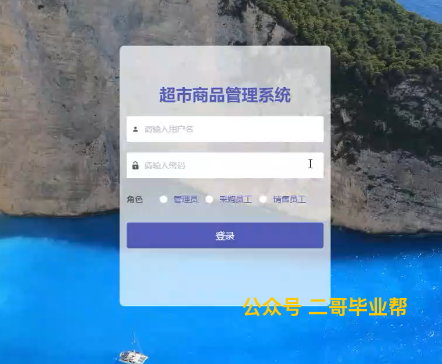 超市商品管理系统
请输入用户名
请输入密码
角色 管理员 采购员工 销售员工
登录
公众号 二哥毕业帮